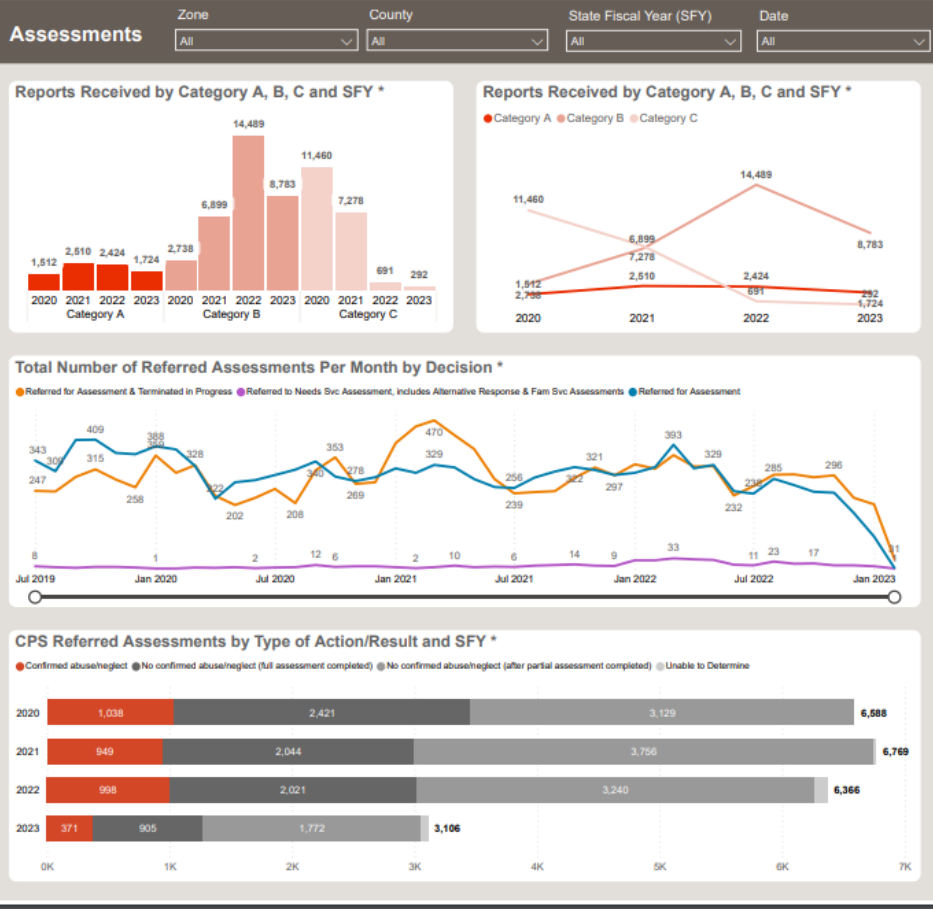 Zone County State Fiscal Year (SFY) Date
Assessments
All All All All
Reports Received by Category A, B, C and SFY *
14,489
11,460
8,783
6,899 7,278
2,510 2,424 2,738
1,512 1,724
691 292
2020 2021 2022 2023 2020 2021 2022 2023 2020 2021 2022 2023
Category A Category B Category C
Reports Received by Category A, B, C and SFY *
Category A Category B Category C
14,489
11,460
6,899 8,783
7,278
2,510 2,424
1,512 691 292
2,738 1,724
2020 2021 2022 2023
Total Number of Referred Assessments Per Month by Decision *
Referred for Assessment & Terminated in Progress Referred to Needs Svc Assessment, includes Alternative Response & Fam Svc Assessments Referred for Assessment
409 388 470 393
343 315 328 353 329 321 329
247 258 278 256 322 285 296
202 208 340 269 239 297 232
8 1 2 12 6 2 10 6 14 9 33 11 23 17
Jul 2019 Jan 2020 Jul 2020 Jan 2021 Jul 2021 Jan 2022 Jul 2022 Jan 2023
CPS Referred Assessments by Type of Action/Result and SFY *
Confirmed abuse/neglect No confirmed abuse/neglect (full assessment completed) No confirmed abuse/neglect (after partial assessment completed) Unable to Determine
2020 1,038 2,421 3,129 6,588
2021 949 2,044 3,756 6,769
2022 998 2,021 3,240 6,366
2023 371 905 1,772 3,106
0K 1K 2K 3K 4K 5K 6K 7K